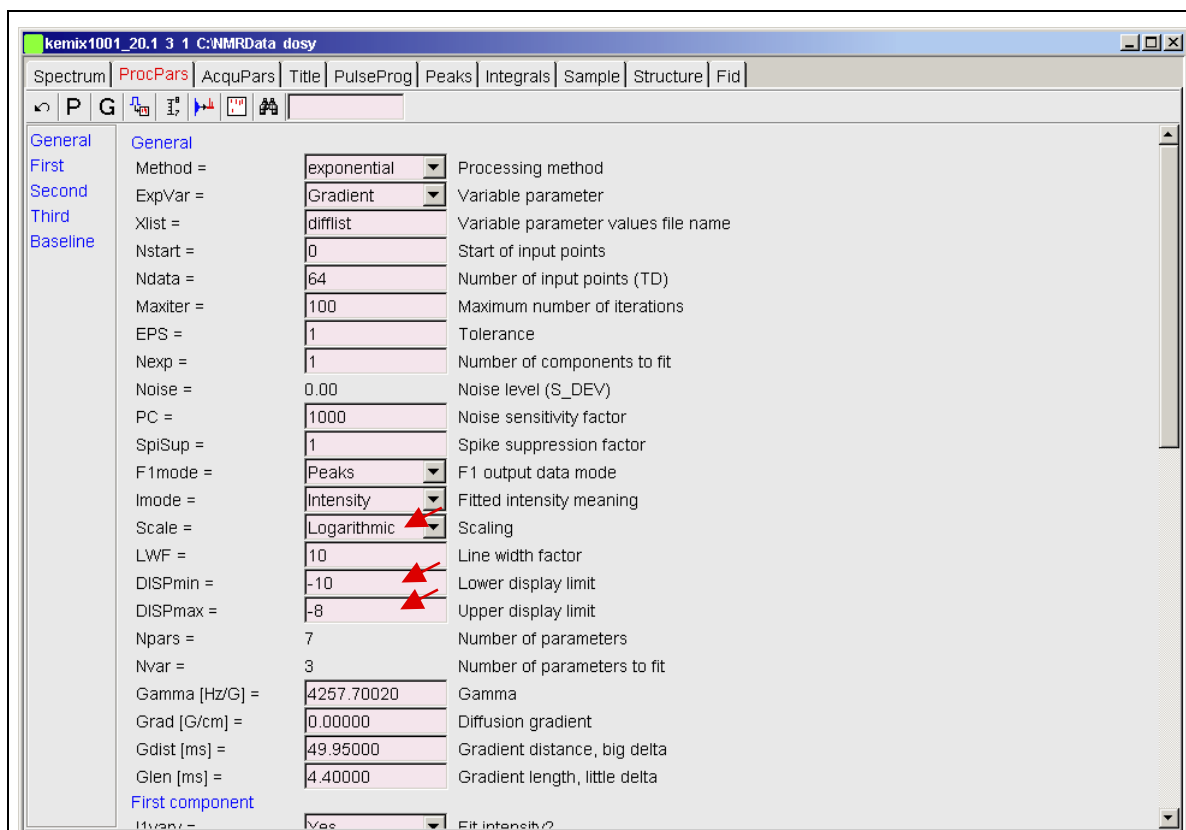 kemix1001_20.1 3 1 C:\NMRData dosy
Spectrum ProcPars AcquPars Title PulseProg Peaks Integrals Sample Structure Fid
P G
General
First
Second
Third
Baseline
General
Method = exponential Processing method
ExpVar = Gradient Variable parameter
Xlist = difflist Variable parameter values file name
Nstart = 0 Start of input points
Ndata = 64 Number of input points (TD)
Maxiter = 100 Maximum number of iterations
EPS = 1 Tolerance
Nexp = 1 Number of components to fit
Noise = 0.00 Noise level (S_DEV)
PC = 1000 Noise sensitivity factor
SpiSup = 1 Spike suppression factor
F1mode = Peaks F1 output data mode
Imode = Intensity Fitted intensity meaning
Scale = Logarithmic Scaling
LWF = 10 Line width factor
DISPmin = -10 Lower display limit
DISPmax = -8 Upper display limit
Npars = 7 Number of parameters
Nvar = 3 Number of parameters to fit
Gamma [Hz/G] = 4257.70020 Gamma
Grad [G/cm] = 0.00000 Diffusion gradient
Gdist [ms] = 49.95000 Gradient distance, big delta
Glen [ms] = 4.40000 Gradient length, little delta
First component
I1vary = Yes Fit intensity?